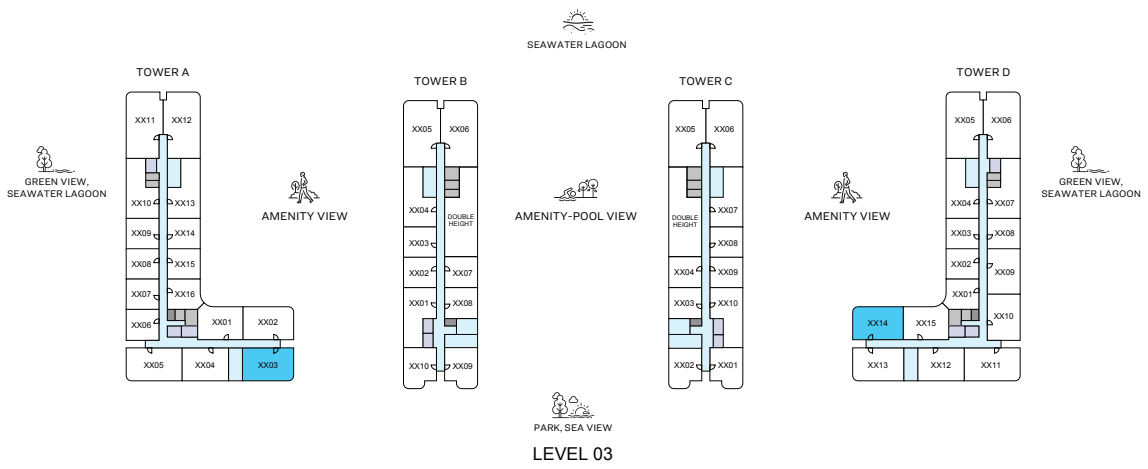 SEAWATER LAGOON
TOWER A
TOWER B
TOWER C
TOWER D
XX11
XX12
XX10
XX13
XX09
XX14
XX08
XX15
XX07
XX16
XX06
XX01
XX02
XX05
XX04
XX03
XX05
XX06
XX04
DOUBLE
HEIGHT
XX03
XX02
XX07
XX01
XX08
XX10
XX09
XX05
XX06
XX07
DOUBLE
HEIGHT
XX08
XX04
XX09
XX03
XX10
XX02
XX01
XX05
XX06
XX04
XX07
XX03
XX02
XX09
XX01
XX10
XX14
XX15
XX13
XX12
XX11
GREEN VIEW,
SEAWATER LAGOON
AMENITY VIEW
AMENITY-POOL VIEW
AMENITY VIEW
GREEN VIEW,
SEAWATER LAGOON
PARK, SEA VIEW
LEVEL 03